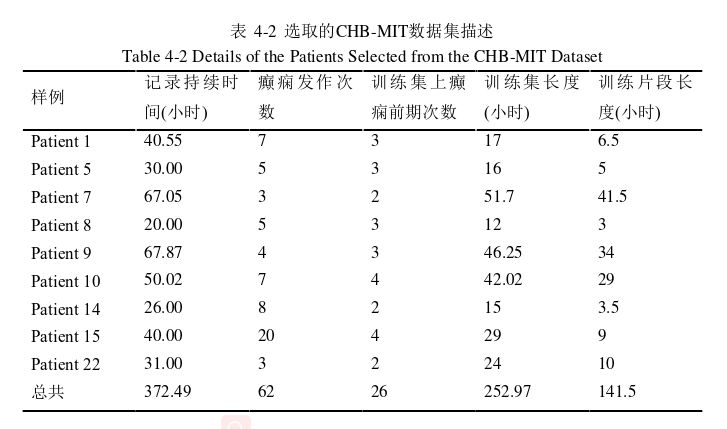 表 4-2 选取的CHB-MIT数据集描述
Table 4-2 Details of the Patients Selected from the CHB-MIT Dataset
样例 记录持续时间(小时) 癫痫发作次数 训练集上癫痫前期次数 训练集长度(小时) 训练片段长度(小时)
Patient 1 40.55 7 3 17 6.5
Patient 5 30.00 5 3 16 5
Patient 7 67.05 3 2 51.7 41.5
Patient 8 20.00 5 3 12 3
Patient 9 67.87 4 3 46.25 34
Patient 10 50.02 7 4 42.02 29
Patient 14 26.00 8 2 15 3.5
Patient 15 40.00 20 4 29 9
Patient 22 31.00 3 2 24 10
总共 372.49 62 26 252.97 141.5